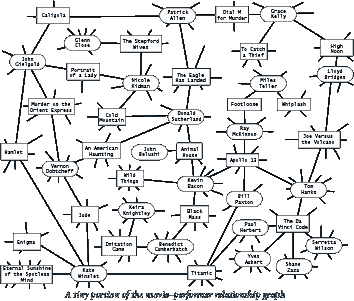 Caligola
Patrick
Allen
Dial M
for Murder
Grace
Kelly
Glenn
Close
The Stepford
Wives
To Catch
a Thief
High
Noon
John
Gielgud
Portrait
of a Lady
Nicole
Kidman
The Eagle
Has Landed
Miles
Teller
Lloyd
Bridges
Murder on the
Orient Express
Cold
Mountain
Donald
Sutherland
Footloose
Whiplash
Ray
McKinnon
Joe Versus
the Volcano
Hamlet
An American
Haunting
John
Belushi
Animal
House
Apollo 13
Vernon
Dobtcheff
Wild
Things
Kevin
Bacon
Bill
Paxton
Tom
Hanks
Jude
Keira
Knightley
Black
Mass
Paul
Herbert
The Da
Vinci Code
Enigma
Imitation
Game
Benedict
Cumberbatch
Serretta
Wilson
Yves
Aubert
Shane
Zaza
Eternal Sunshine
of the Spotless
Mind
Kate
Winslet
Titanic
A tiny portion of the movie-performer relationship graph